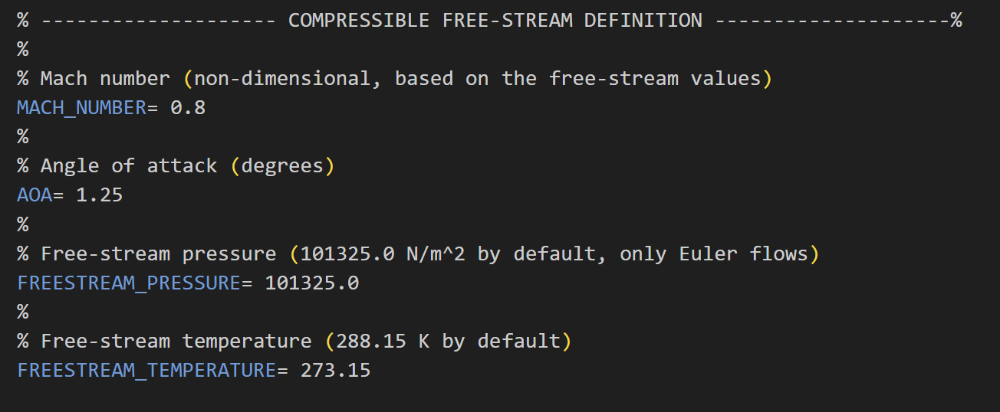 % -------------------- COMPRESSIBLE FREE-STREAM DEFINITION --------------------%
%
% Mach number (non-dimensional, based on the free-stream values)
MACH_NUMBER= 0.8
%
% Angle of attack (degrees)
AOA= 1.25
%
% Free-stream pressure (101325.0 N/m^2 by default, only Euler flows)
FREESTREAM_PRESSURE= 101325.0
%
% Free-stream temperature (288.15 K by default)
FREESTREAM_TEMPERATURE= 273.15